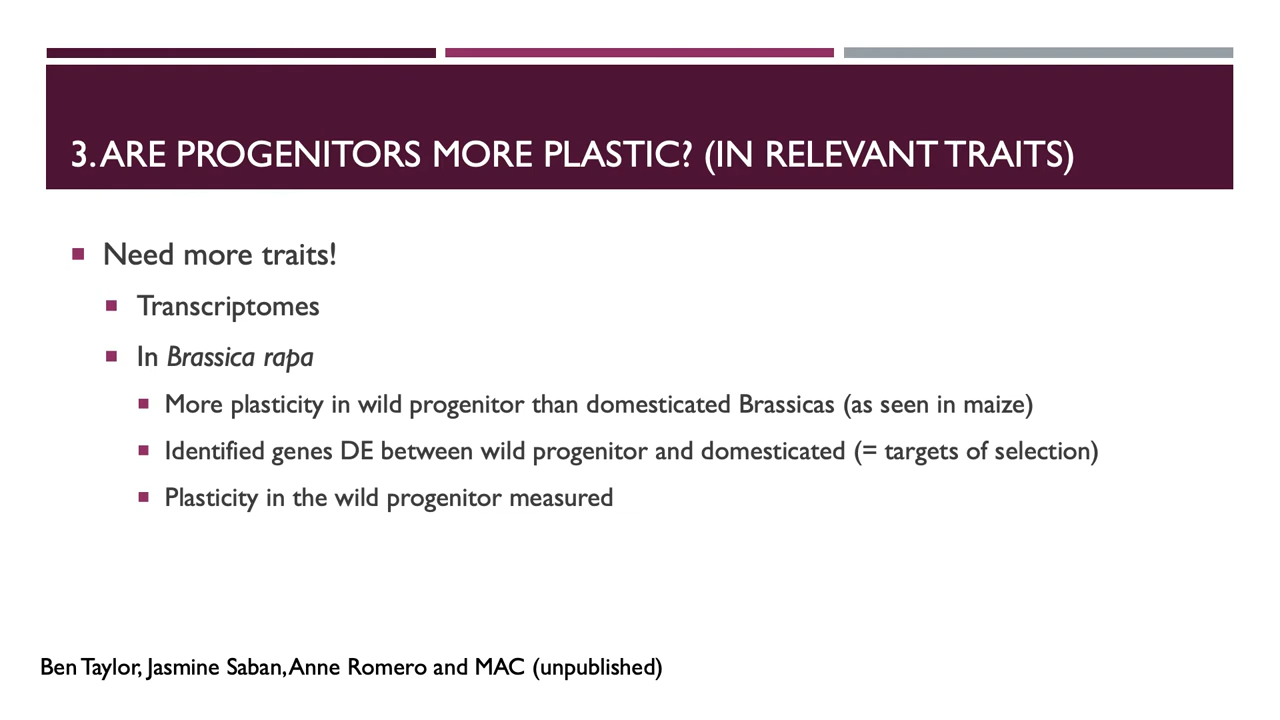 3. ARE PROGENITORS MORE PLASTIC? (IN RELEVANT TRAITS)
Need more traits!
Transcriptomes
In Brassica rapa
More plasticity in wild progenitor than domesticated Brassicas (as seen in maize)
Identified genes DE between wild progenitor and domesticated (= targets of selection)
Plasticity in the wild progenitor measured
Ben Taylor, Jasmine Saban, Anne Romero and MAC (unpublished)